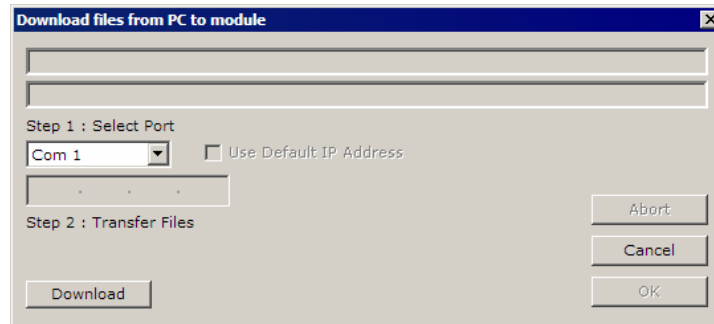 Download files from PC to module
Step 1 : Select Port
Com 1
Use Default IP Address
. . .
Step 2 : Transfer Files
Abort
Cancel
Download
OK